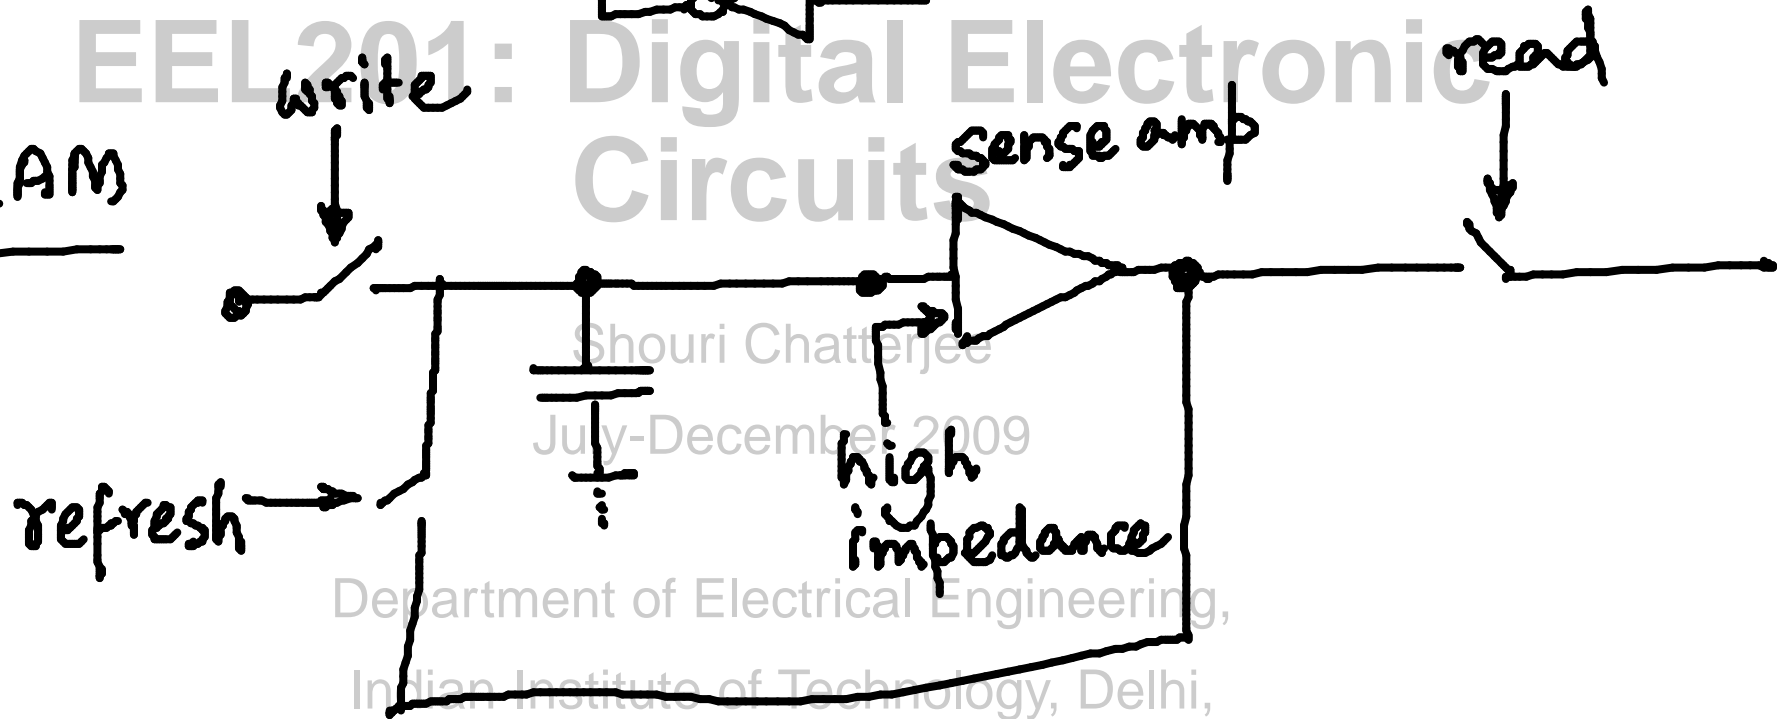 EEL201: Digital Electronic
write
read
sense amp
Circuits
AM
Shouri Chatterjee
July-December 2009
high
impedance
refresh
Department of Electrical Engineering,
Indian Institute of Technology, Delhi,